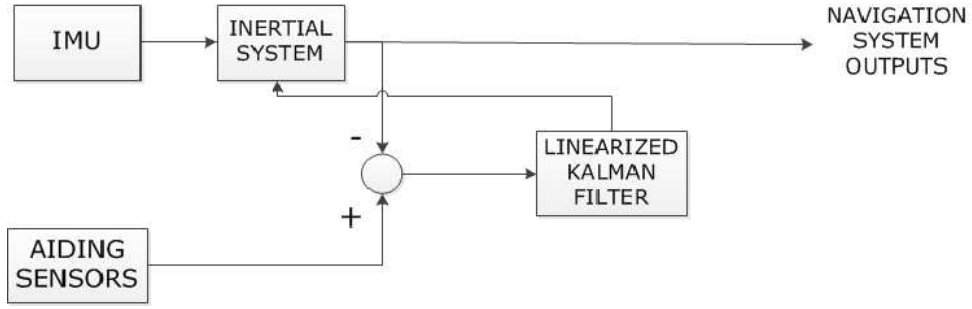 IMU
INERTIAL
SYSTEM
NAVIGATION
SYSTEM
OUTPUTS
-
LINEARIZED
KALMAN
FILTER
+
AIDING
SENSORS